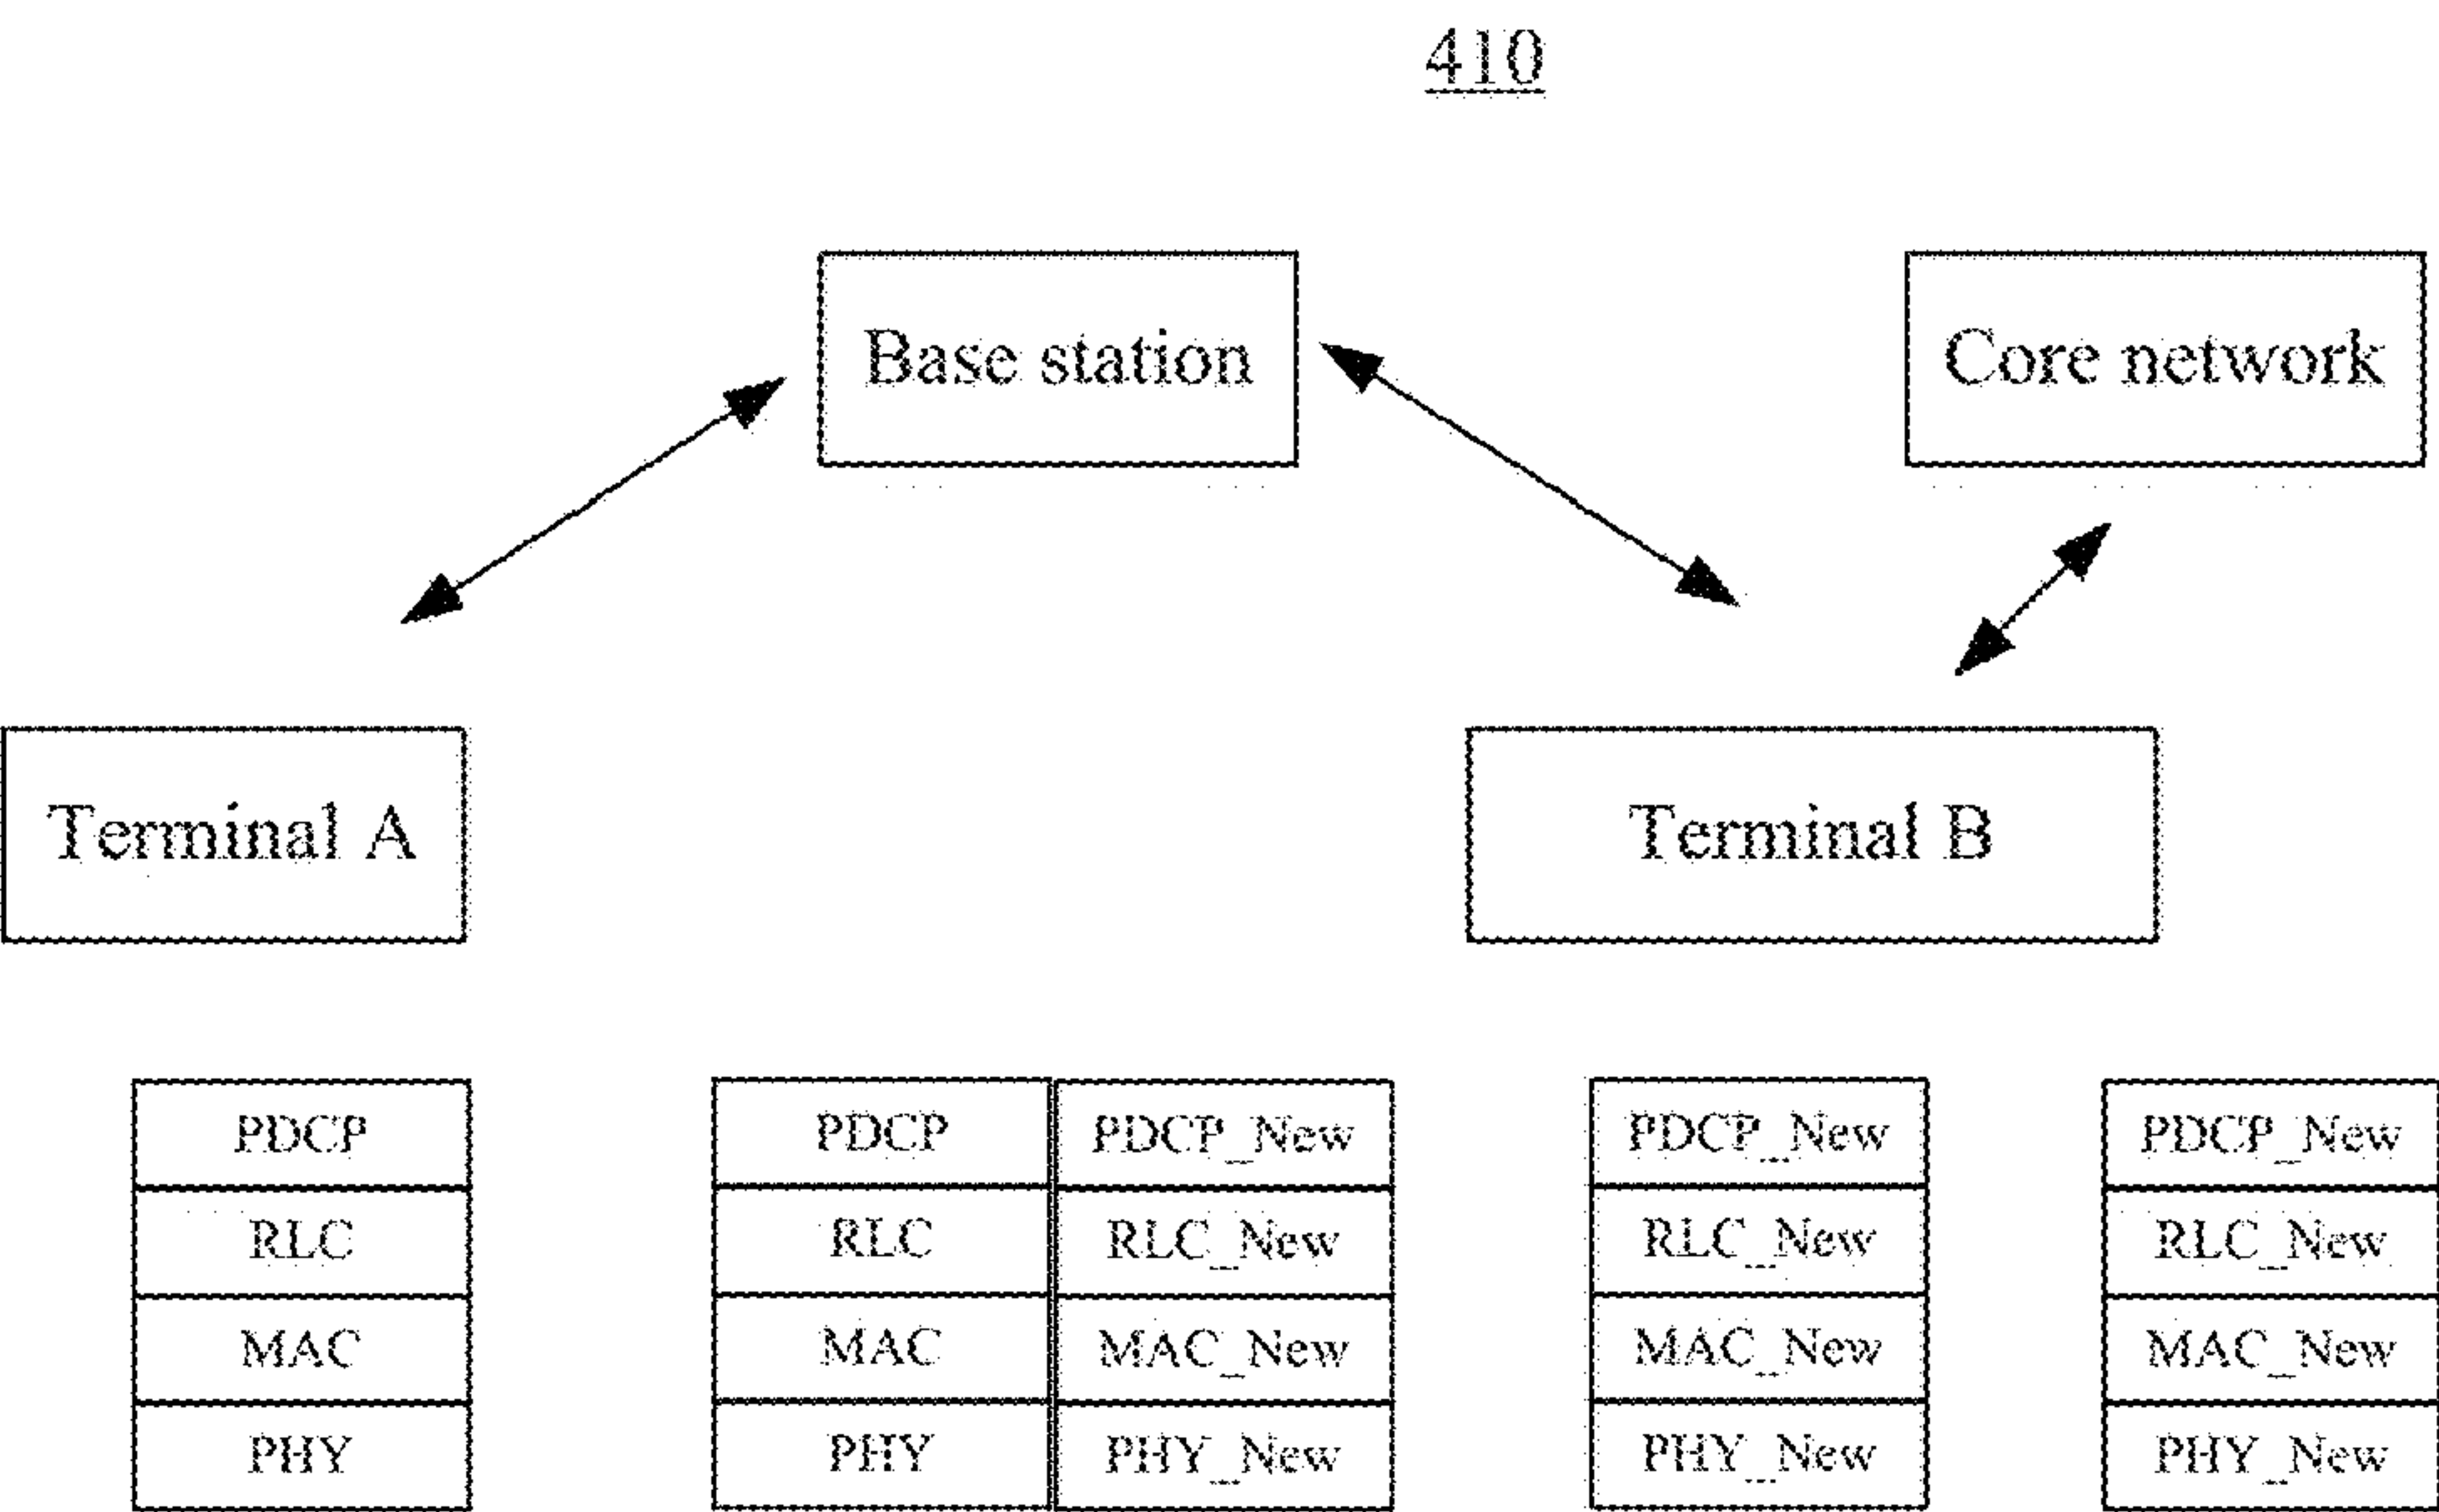 410
Base station
Core network
Terminal A
Terminal B
PDCP
PDCP
PDCP_New
PDCP_New
PDCP_New
RLC
RLC
RLC_New
RLC_New
RLC_New
MAC
MAC
MAC_New
MAC_New
MAC_New
PHY
PHY
PHY_New
PHY_New
PHY_New